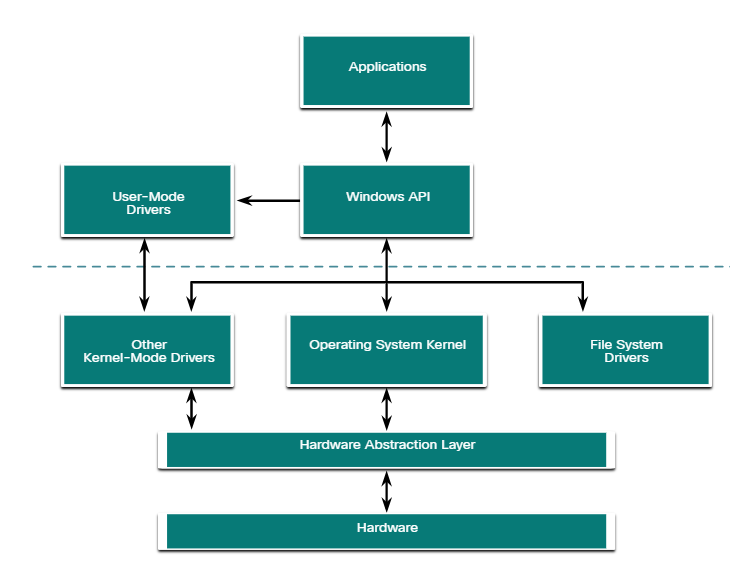 Applications
User-Mode
Drivers
Windows API
Other
Kernel-Mode Drivers
Operating System Kernel
File System
Drivers
Hardware Abstraction Layer
Hardware